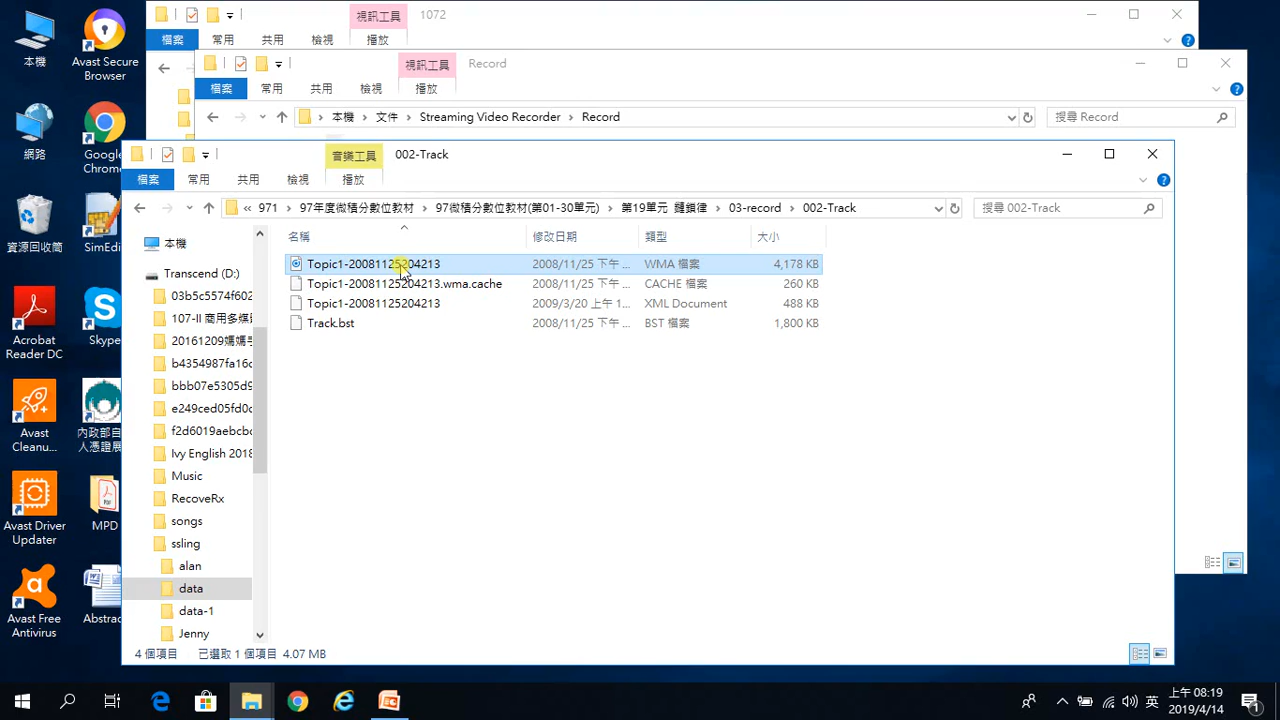 本機
Avast Secure
Browser
網路
Google
Chrome
資源回收筒
SimEdi
Acrobat
Reader DC
Skype
Avast
Cleanu...
內政部自
人憑證展
Avast Driver
Updater
MPD
Avast Free
Antivirus
Abstrac
視訊工具
1072
檔案
常用
共用
檢視
播放
視訊工具
Record
檔案
常用
共用
檢視
播放
本機 › 文件 › Streaming Video Recorder › Record
搜尋 Record
音樂工具
002-Track
檔案
常用
共用
檢視
播放
« 971 › 97年度微積分數位教材 › 97微積分數位教材(第01-30單元) › 第19單元 鏈鎖律 › 03-record › 002-Track
搜尋 002-Track
本機
Transcend (D:)
03b5c5574f602
107-II 商用多媒
20161209媽媽手
b4354987fa16c
bbb07e5305d9
e249ced05fd0c
f2d6019aebcbc
Ivy English 2018
Music
RecoveRx
songs
ssling
alan
data
data-1
Jenny
名稱 修改日期 類型 大小
Topic1-20081125204213 2008/11/25 下午 ... WMA 檔案 4,178 KB
Topic1-20081125204213.wma.cache 2008/11/25 下午 ... CACHE 檔案 260 KB
Topic1-20081125204213 2009/3/20 上午 1... XML Document 488 KB
Track.bst 2008/11/25 下午 ... BST 檔案 1,800 KB
4 個項目 已選取 1 個項目 4.07 MB
英
上午 08:19
2019/4/14
1